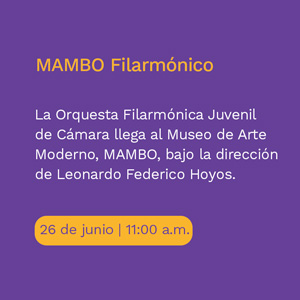 MAMBO Filarmónico
La Orquesta Filarmónica Juvenil
de Cámara llega al Museo de Arte
Moderno, MAMBO, bajo la dirección
de Leonardo Federico Hoyos.
26 de junio | 11:00 a.m.